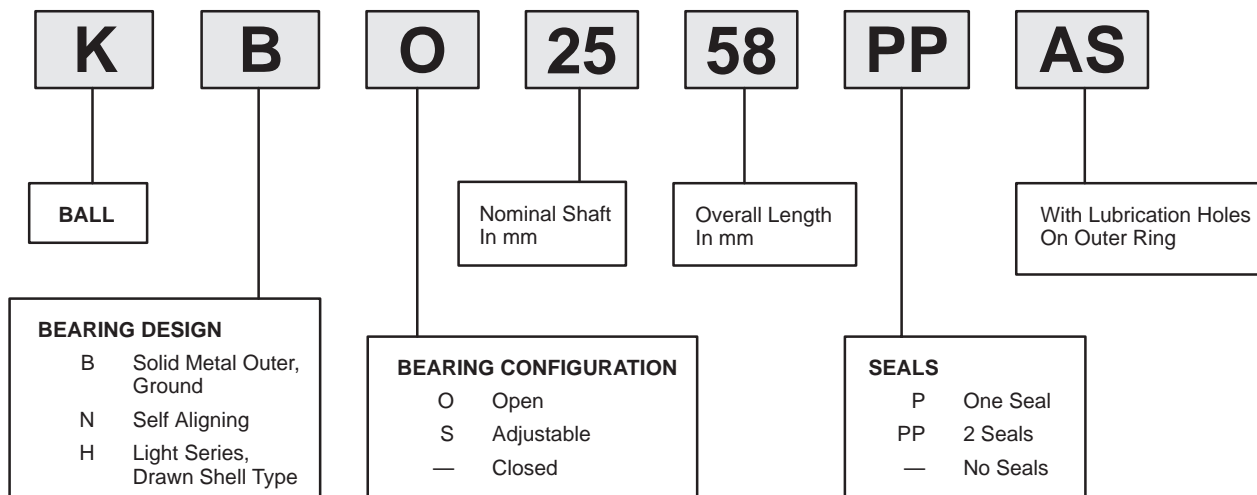 K B O 25 58 PP AS
BALL
Nominal Shaft
In mm
Overall Length
In mm
With Lubrication Holes
On Outer Ring
BEARING DESIGN
B Solid Metal Outer,
Ground
N Self Aligning
H Light Series,
Drawn Shell Type
BEARING CONFIGURATION
O Open
S Adjustable
— Closed
SEALS
P One Seal
PP 2 Seals
— No Seals